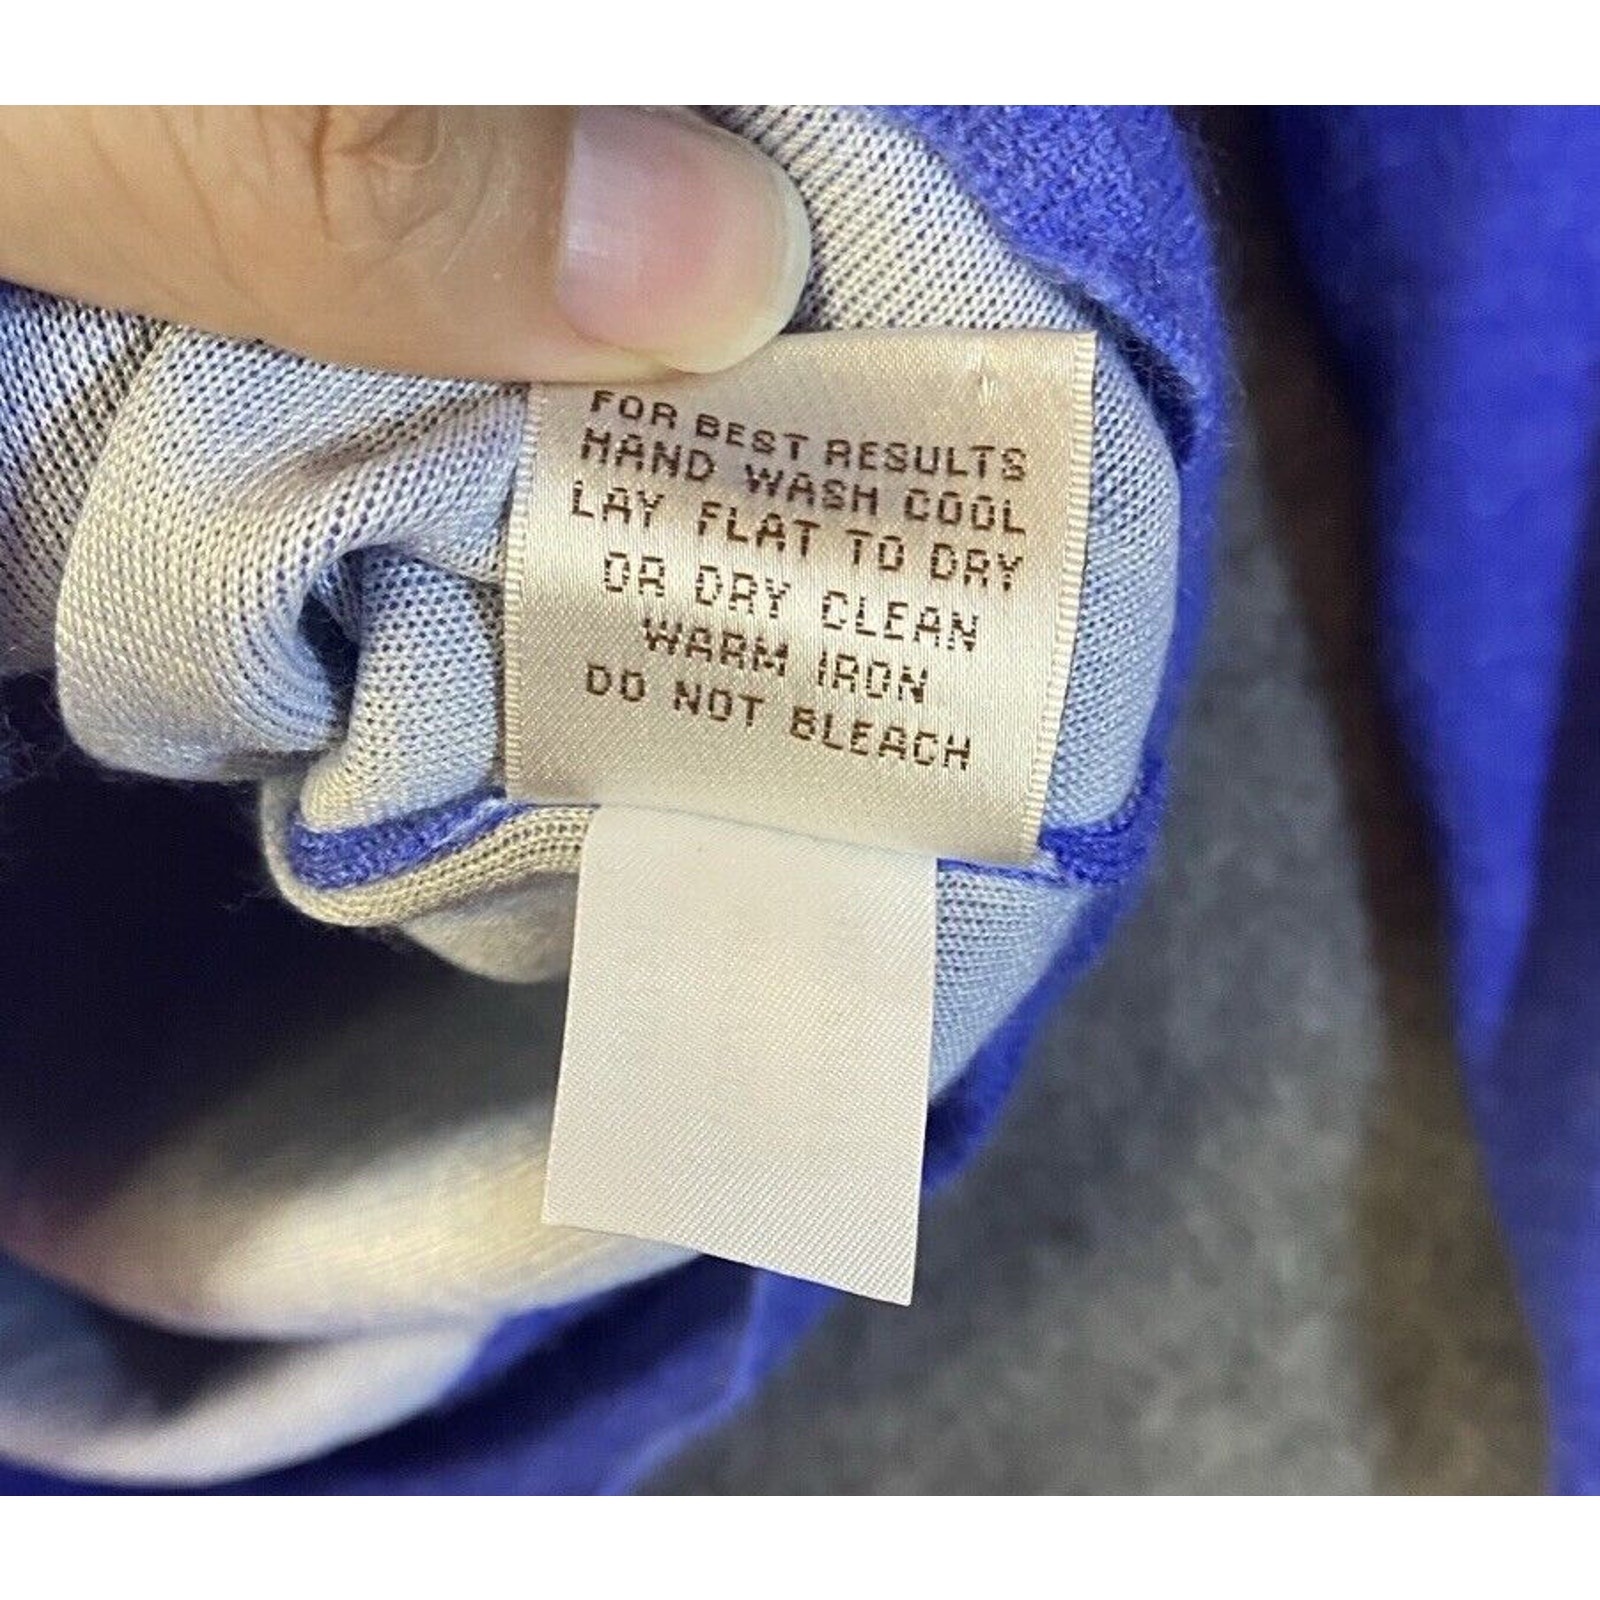 FOR BEST RESULTS
HAND WASH COOL
LAY FLAT TO DRY
OR DRY CLEAN
WARM IRON
DO NOT BLEACH